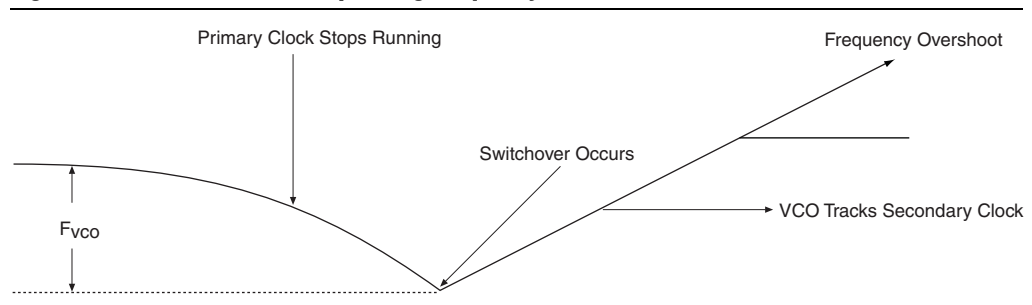 Primary Clock Stops Running
Frequency Overshoot
Switchover Occurs
VCO Tracks Secondary Clock
Fvco